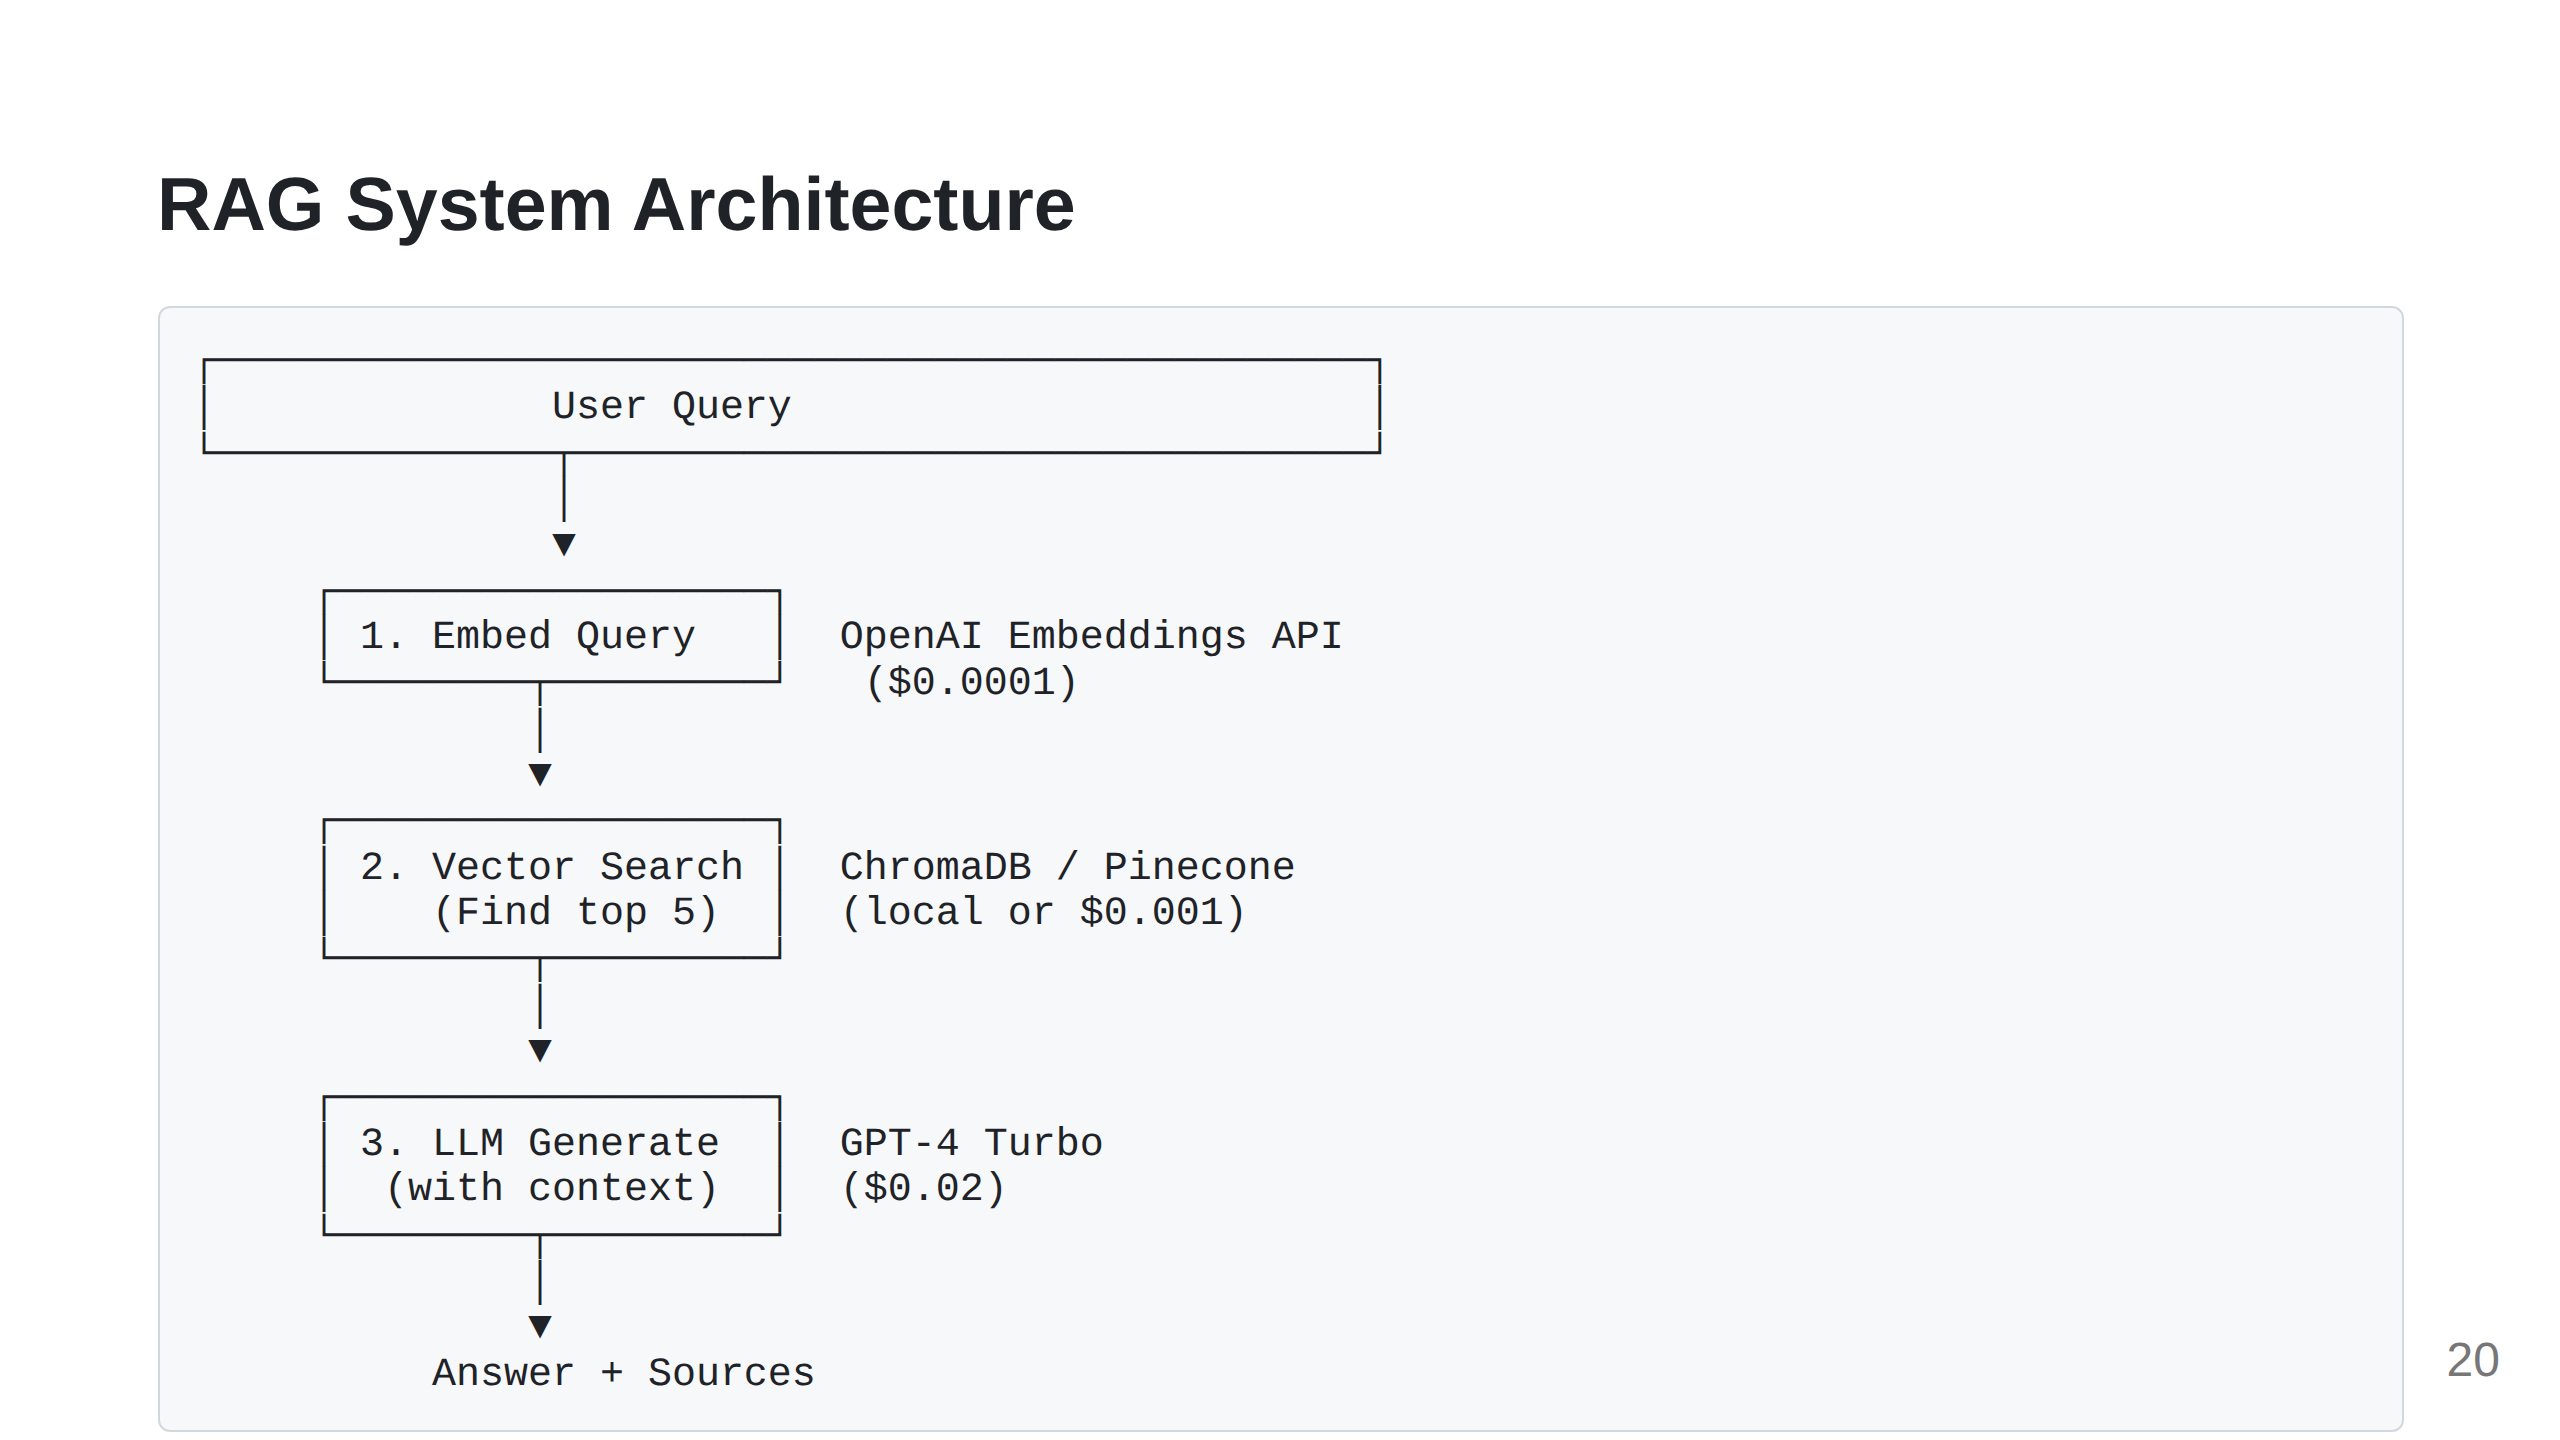 RAG System Architecture
User Query
1. Embed Query    OpenAI Embeddings API
($0.0001)
2. Vector Search    ChromaDB / Pinecone
(Find top 5)    (local or $0.001)
3. LLM Generate    GPT-4 Turbo
(with context)    ($0.02)
Answer + Sources
20